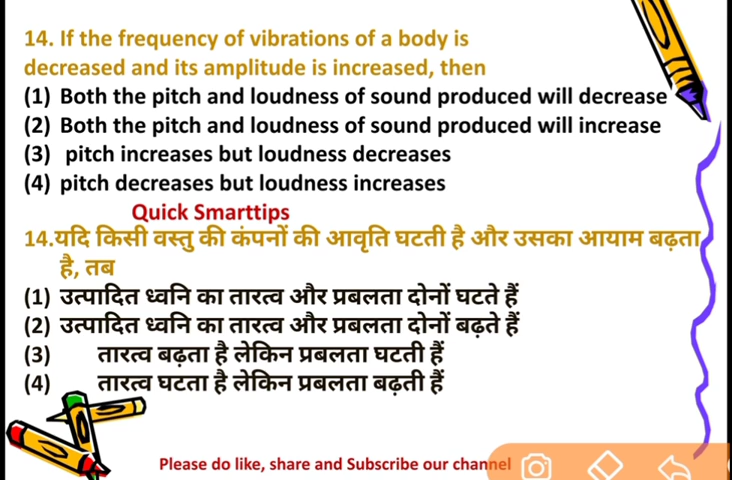 14. If the frequency of vibrations of a body is
decreased and its amplitude is increased, then
(1) Both the pitch and loudness of sound produced will decrease
(2) Both the pitch and loudness of sound produced will increase
(3) pitch increases but loudness decreases
(4) pitch decreases but loudness increases
Quick Smarttips
14.यदि किसी वस्तु की कंपनों की आवृति घटती है और उसका आयाम बढ़ता
है, तब
(1) उत्पादित ध्वनि का तारत्व और प्रबलता दोनों घटते हैं
(2) उत्पादित ध्वनि का तारत्व और प्रबलता दोनों बढ़ते हैं
(3) तारत्व बढ़ता है लेकिन प्रबलता घटती हैं
(4) तारत्व घटता है लेकिन प्रबलता बढ़ती हैं
Please do like, share and Subscribe our channel